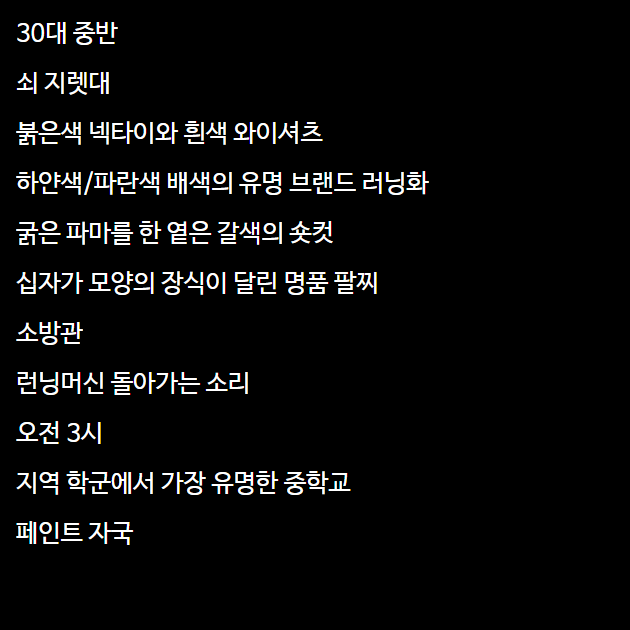 30대 중반
쇠 지렛대
붉은색 넥타이와 흰색 와이셔츠
하얀색/파란색 배색의 유명 브랜드 러닝화
굵은 파마를 한 옅은 갈색의 숏컷
십자가 모양의 장식이 달린 명품 팔찌
소방관
런닝머신 돌아가는 소리
오전 3시
지역 학군에서 가장 유명한 중학교
페인트 자국